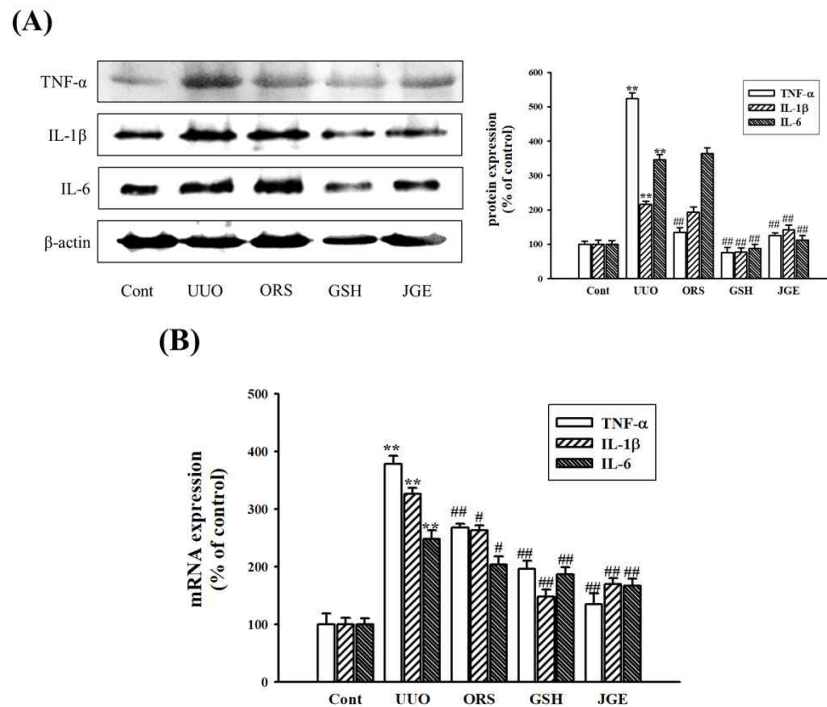 (A)
TNF-α
IL-1β
IL-6
β-actin
Cont UUO ORS GSH JGE
protein expression
(% of control)
600
500
400
300
200
100
0
TNF-α
IL-1β
IL-6
**
**
**
##
## ## ##
## ## ##
Cont UUO ORS GSH JGE
(B)
mRNA expression
(% of control)
500
400
300
200
100
0
TNF-α
IL-1β
IL-6
**
**
**
## # #
## ## ##
## ## ##
Cont UUO ORS GSH JGE